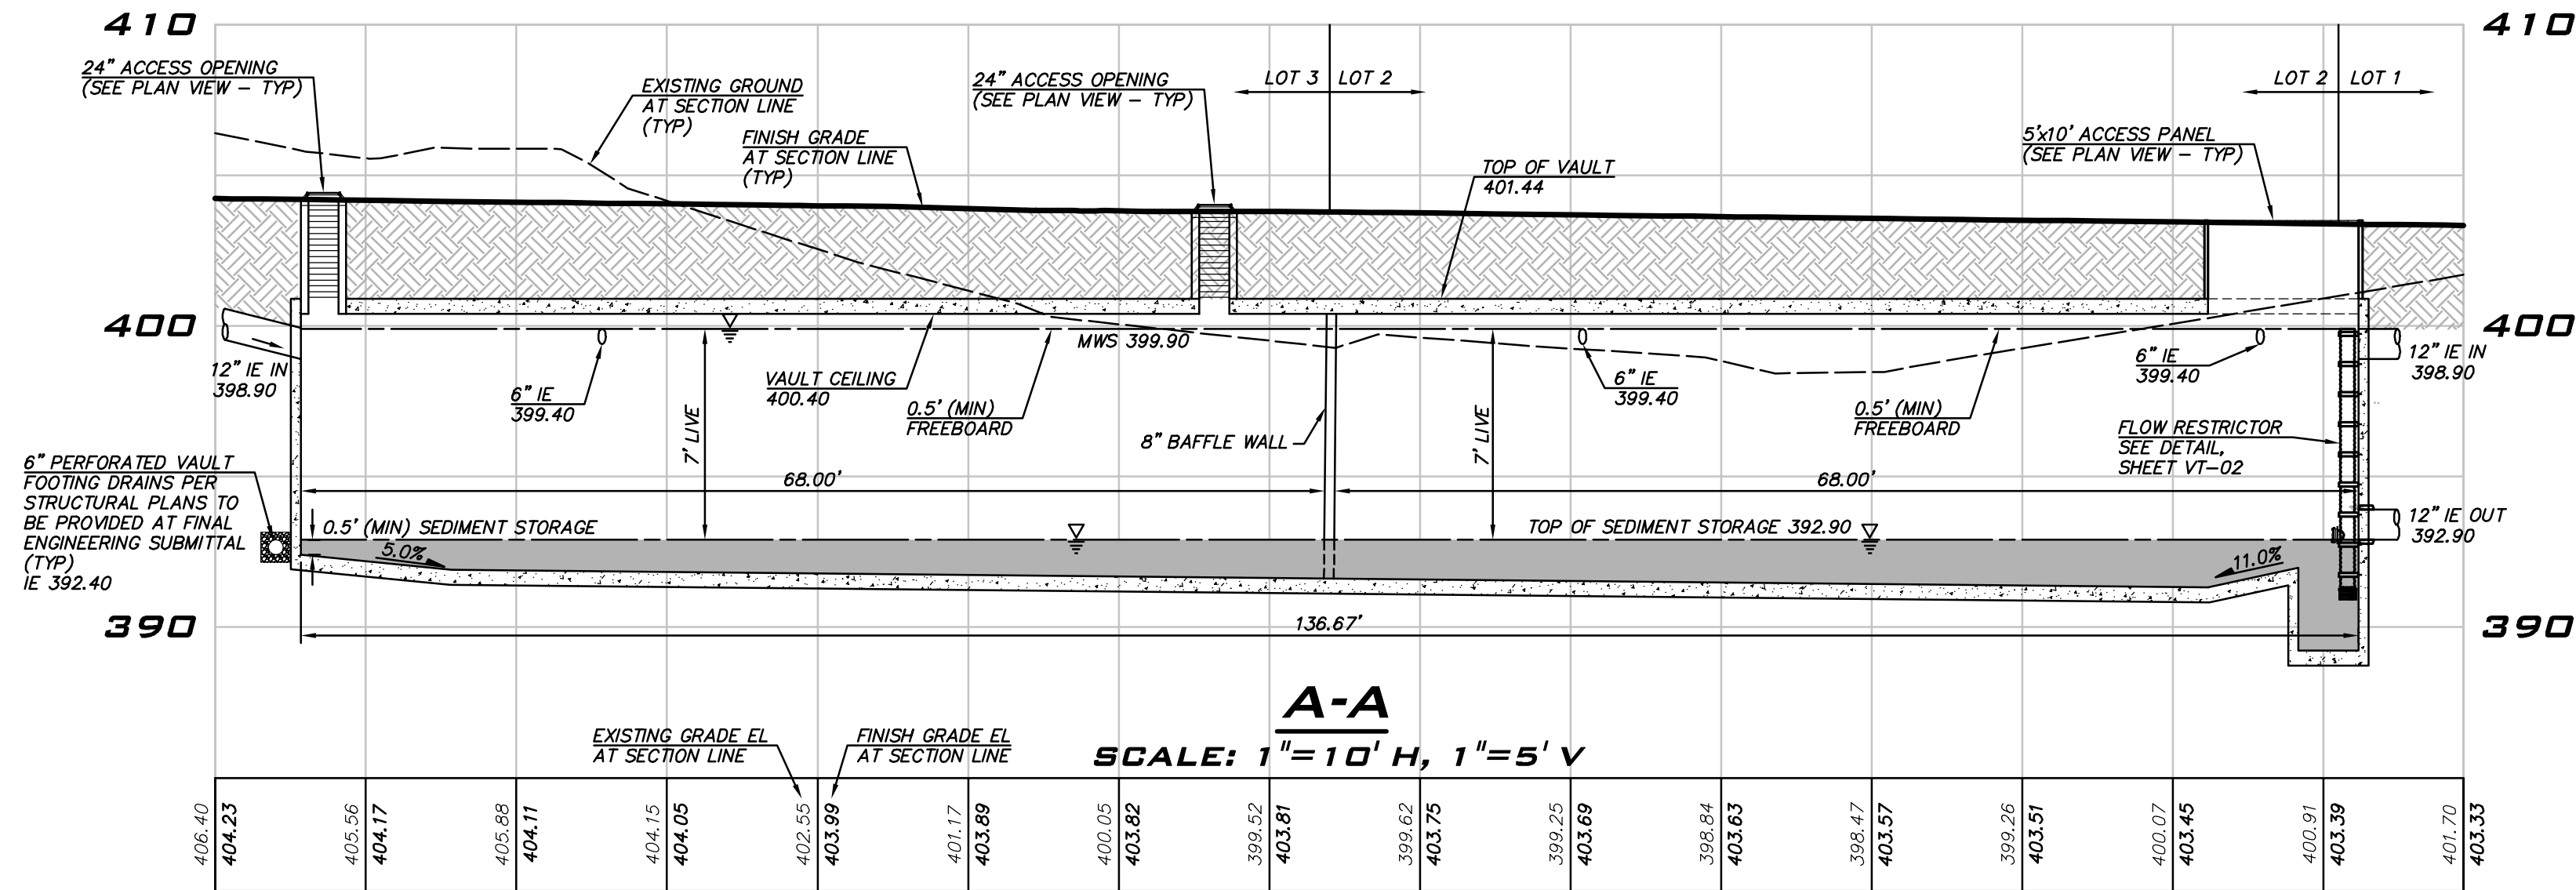 410
410
24" ACCESS OPENING
(SEE PLAN VIEW – TYP)
EXISTING GROUND
AT SECTION LINE
(TYP)
FINISH GRADE
AT SECTION LINE
(TYP)
24" ACCESS OPENING
(SEE PLAN VIEW – TYP)
LOT 3
LOT 2
LOT 2
LOT 1
TOP OF VAULT
401.44
5'x10' ACCESS PANEL
(SEE PLAN VIEW – TYP)
400
400
12" IE IN
398.90
6" IE
399.40
VAULT CEILING
400.40
0.5' (MIN)
FREEBOARD
MWS 399.90
7' LIVE
8" BAFFLE WALL
7' LIVE
6" IE
399.40
0.5' (MIN)
FREEBOARD
6" IE
399.40
12" IE IN
398.90
FLOW RESTRICTOR
SEE DETAIL,
SHEET VT–02
6" PERFORATED VAULT
FOOTING DRAINS PER
STRUCTURAL PLANS TO
BE PROVIDED AT FINAL
ENGINEERING SUBMITTAL
(TYP)
IE 392.40
68.00'
68.00'
0.5' (MIN) SEDIMENT STORAGE
TOP OF SEDIMENT STORAGE 392.90
12" IE OUT
392.90
5.0%
11.0%
390
390
136.67'
A-A
SCALE: 1"=10' H, 1"=5' V
EXISTING GRADE EL
AT SECTION LINE
FINISH GRADE EL
AT SECTION LINE
406.40
404.23
405.56
404.17
405.88
404.11
404.15
404.05
402.55
403.99
401.17
403.89
400.05
403.82
399.52
403.81
399.62
403.75
399.25
403.69
398.84
403.63
398.47
403.57
399.26
403.51
400.07
403.45
400.91
403.39
401.70
403.33